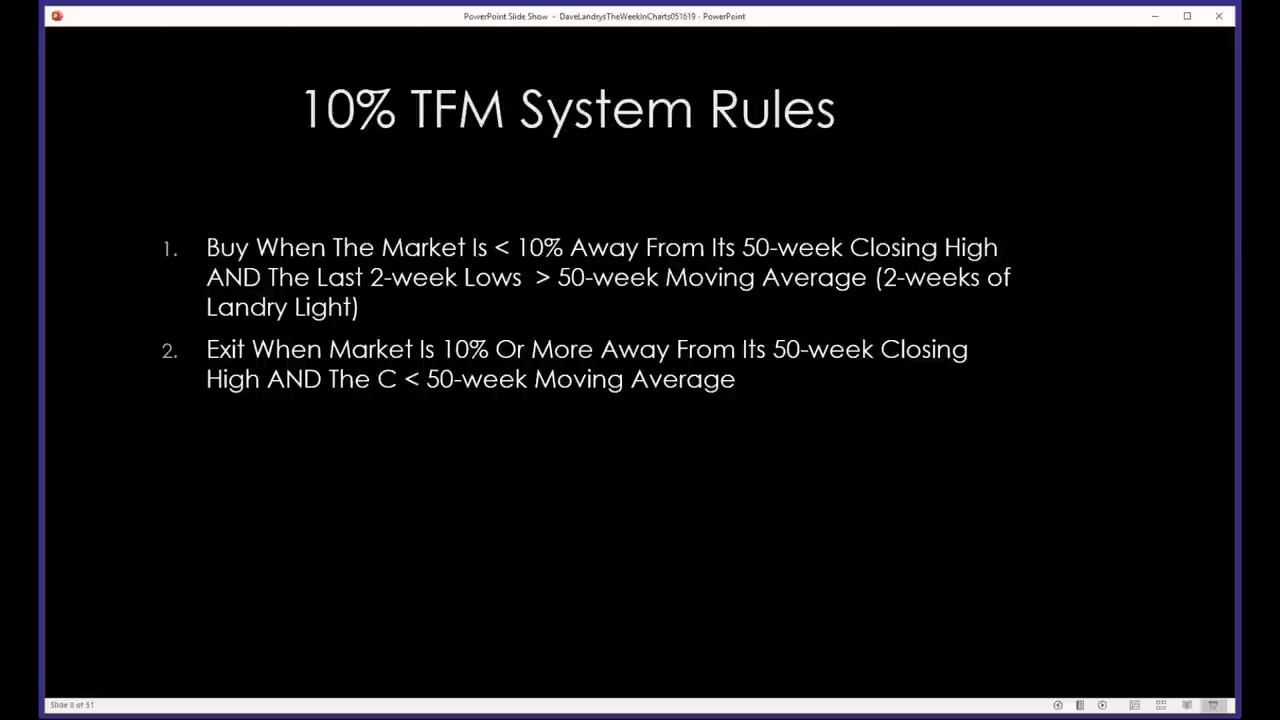 PowerPoint Slide Show - DaveLandrysTheWeekInCharts051619 - PowerPoint
10% TFM System Rules
1. Buy When The Market Is < 10% Away From Its 50-week Closing High
AND The Last 2-week Lows > 50-week Moving Average (2-weeks of
Landry Light)
2. Exit When Market Is 10% Or More Away From Its 50-week Closing
High AND The C < 50-week Moving Average
Slide 8 of 51